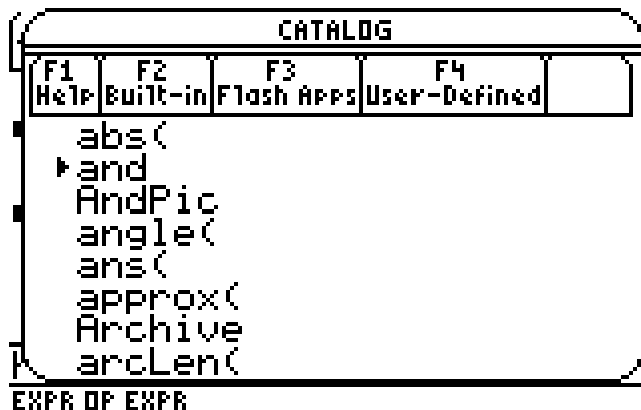 CATALOG
F1 F2 F3 F4
Help Built-in Flash Apps User-Defined
abs(
▸and
AndPic
angle(
ans(
approx(
Archive
arcLen(
EXPR OP EXPR